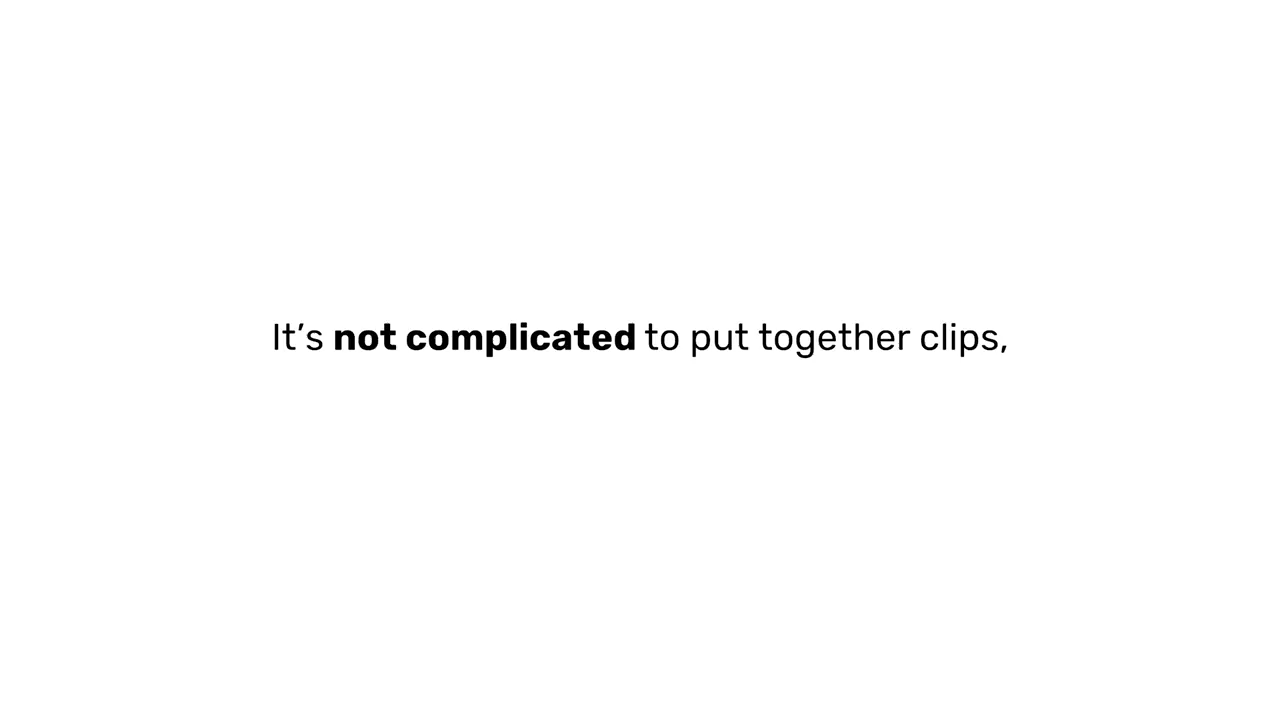 It’s not complicated to put together clips,